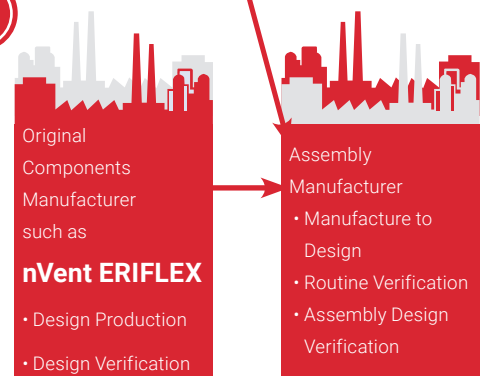 Original
Components
Manufacturer
such as
nVent ERIFLEX
• Design Production
• Design Verification
Assembly
Manufacturer
• Manufacture to
Design
• Routine Verification
• Assembly Design
Verification